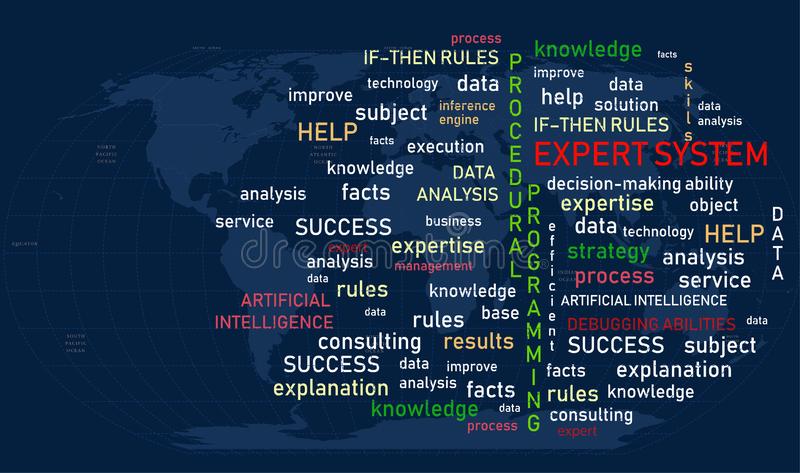 process
IF-THEN RULES
technology
data
improve
subject
inference
engine
HELP
facts
execution
knowledge
DATA
ANALYSIS
analysis
facts
service
SUCCESS
business
expert
expertise
analysis
management
data
rules
knowledge
ARTIFICIAL
INTELLIGENCE
data
rules
base
consulting
results
SUCCESS
data
improve
explanation
analysis
facts
knowledge
data
process
PROCEDURAL
PROGRAMMING
knowledge
facts
improve
data
help
solution
skills
data
analysis
IF-THEN RULES
EXPERT SYSTEM
decision-making ability
expertise
object
data
technology
HELP
DATA
efficient
strategy
analysis
process
service
ARTIFICIAL INTELLIGENCE
DEBUGGING ABILITIES
data
SUCCESS
subject
facts
explanation
rules
knowledge
consulting
expert
dreamstime
NORTH
PACIFIC
OCEAN
NORTH
ATLANTIC
OCEAN
EQUATOR
SOUTH
PACIFIC
OCEAN